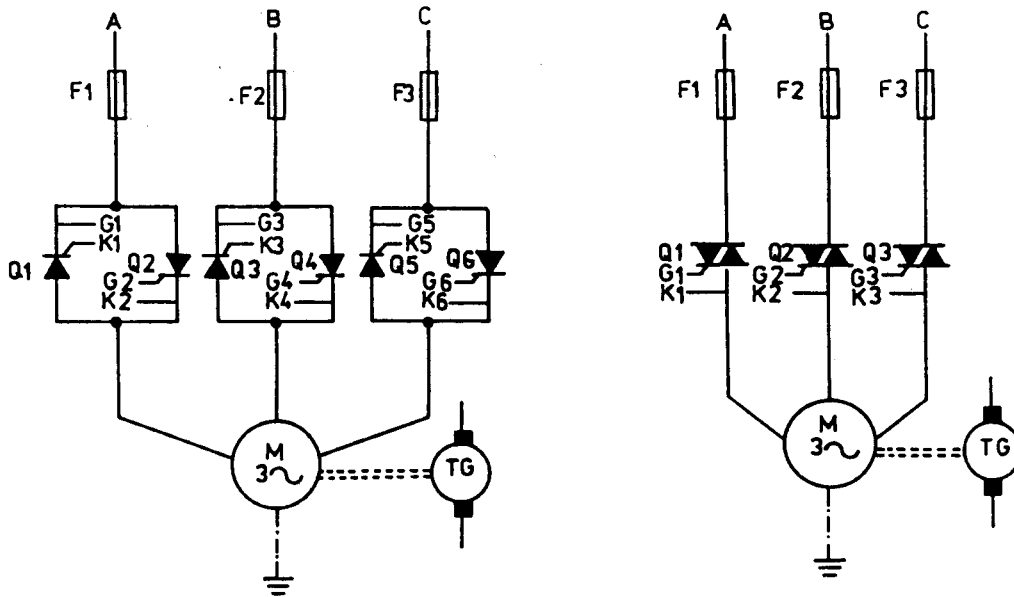 A B C
F1 F2 F3
G1 G3 G5
K1 K3 K5
Q1 Q2 Q3 Q4 Q5 Q6
G2 G4 G6
K2 K4 K6
M
3~
TG
A B C
F1 F2 F3
Q1 Q2 Q3
G1 G2 G3
K1 K2 K3
M
3~
TG